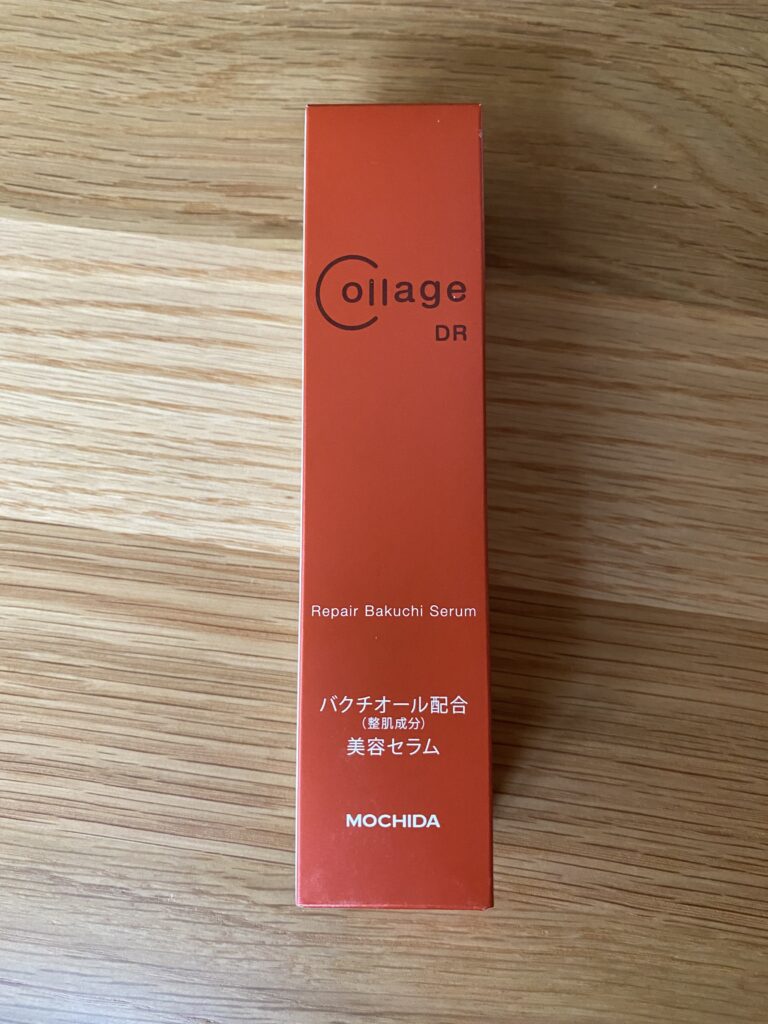 Collage
DR
Repair Bakuchi Serum
バクチオール配合
(整肌成分)
美容セラム
MOCHIDA